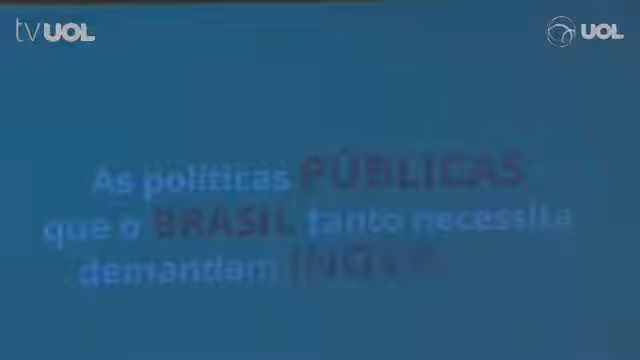 tvUOL
UOL
As políticas PÚBLICAS
que o BRASIL tanto necessita
demandam